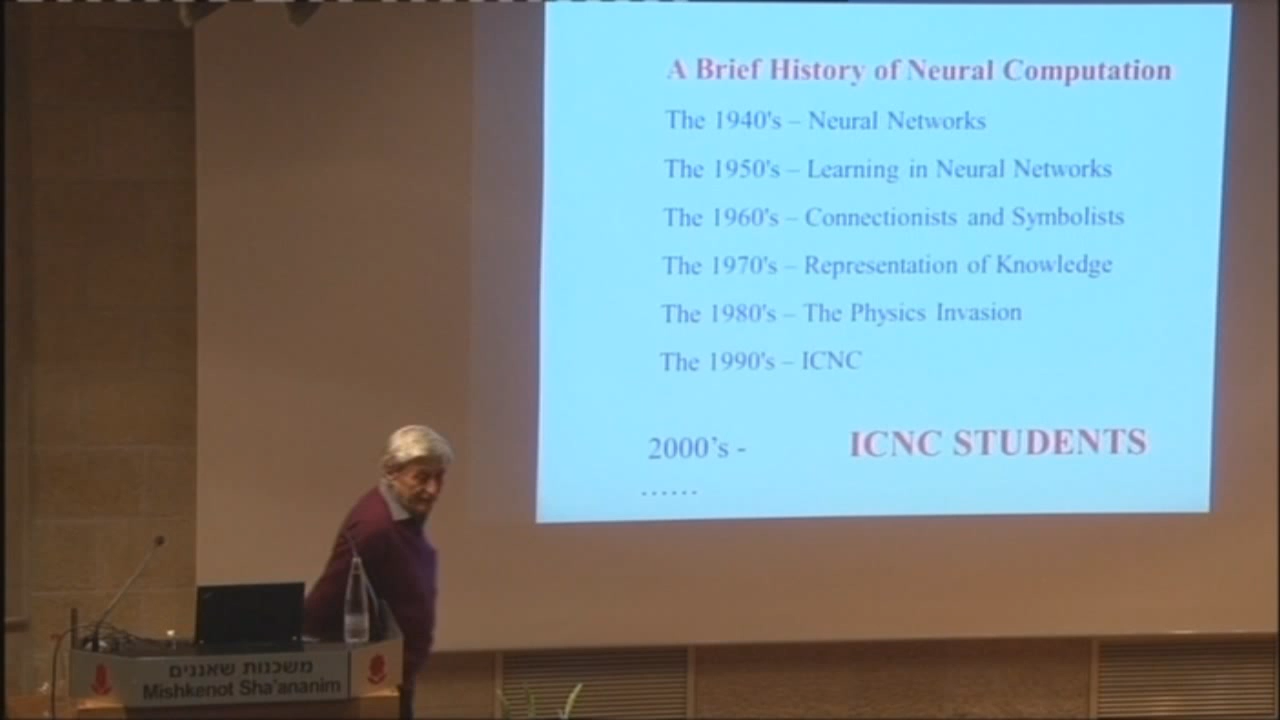 A Brief History of Neural Computation
The 1940's – Neural Networks
The 1950's – Learning in Neural Networks
The 1960's – Connectionists and Symbolists
The 1970's – Representation of Knowledge
The 1980's – The Physics Invasion
The 1990's – ICNC
2000’s - ICNC STUDENTS
......
משכנות שאננים
Mishkenot Sha'ananim